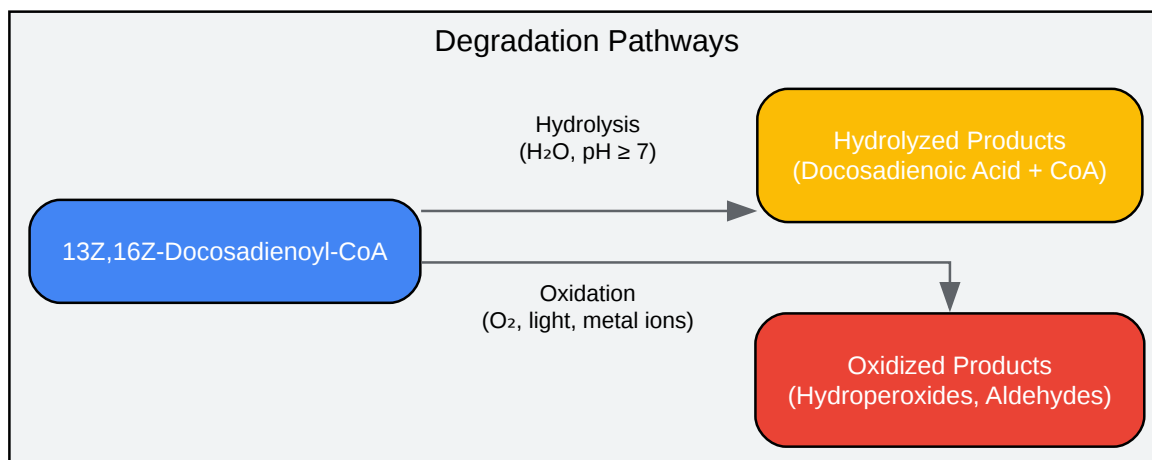 Degradation Pathways
Hydrolysis
(H₂O, pH ≥ 7)
Hydrolyzed Products
(Docosadienoic Acid + CoA)
13Z,16Z-Docosadienoyl-CoA
Oxidation
(O₂, light, metal ions)
Oxidized Products
(Hydroperoxides, Aldehydes)